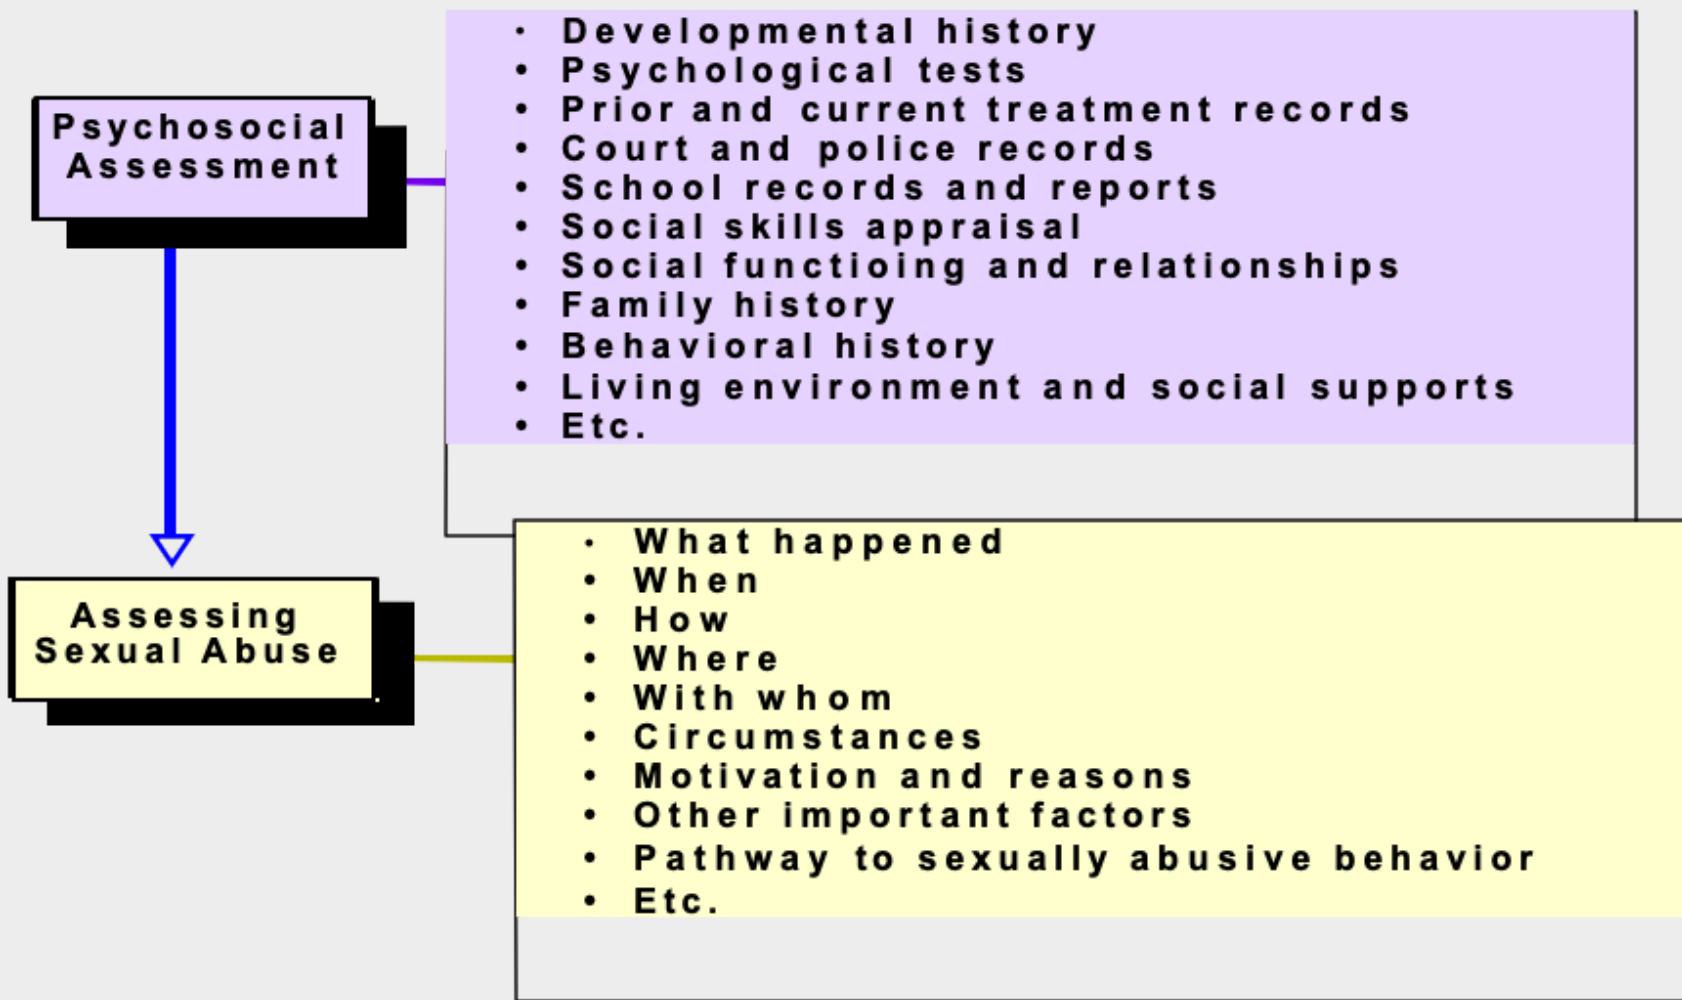 Psychosocial
Assessment
• Developmental history
• Psychological tests
• Prior and current treatment records
• Court and police records
• School records and reports
• Social skills appraisal
• Social functioing and relationships
• Family history
• Behavioral history
• Living environment and social supports
• Etc.
Assessing
Sexual Abuse
• What happened
• When
• How
• Where
• With whom
• Circumstances
• Motivation and reasons
• Other important factors
• Pathway to sexually abusive behavior
• Etc.